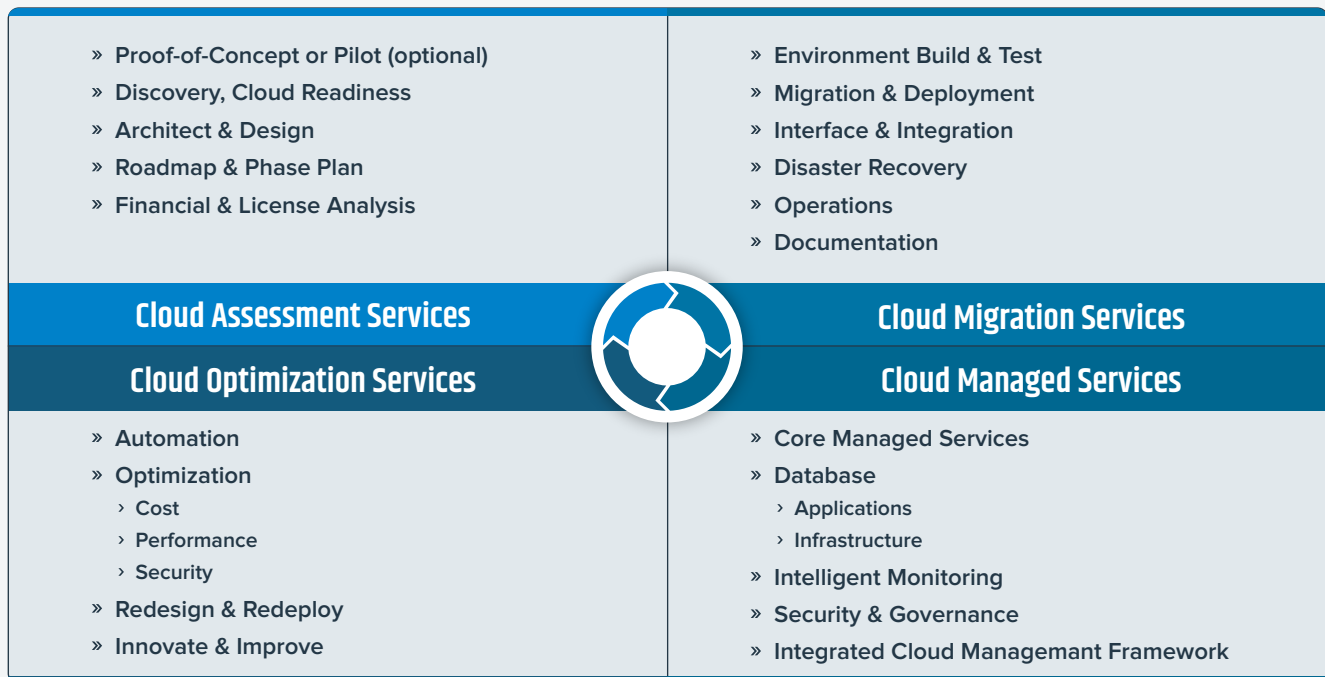 » Proof-of-Concept or Pilot (optional)
» Discovery, Cloud Readiness
» Architect & Design
» Roadmap & Phase Plan
» Financial & License Analysis
» Environment Build & Test
» Migration & Deployment
» Interface & Integration
» Disaster Recovery
» Operations
» Documentation
Cloud Assessment Services
Cloud Migration Services
Cloud Optimization Services
Cloud Managed Services
» Automation
» Optimization
› Cost
› Performance
› Security
» Redesign & Redeploy
» Innovate & Improve
» Core Managed Services
» Database
› Applications
› Infrastructure
» Intelligent Monitoring
» Security & Governance
» Integrated Cloud Managemant Framework